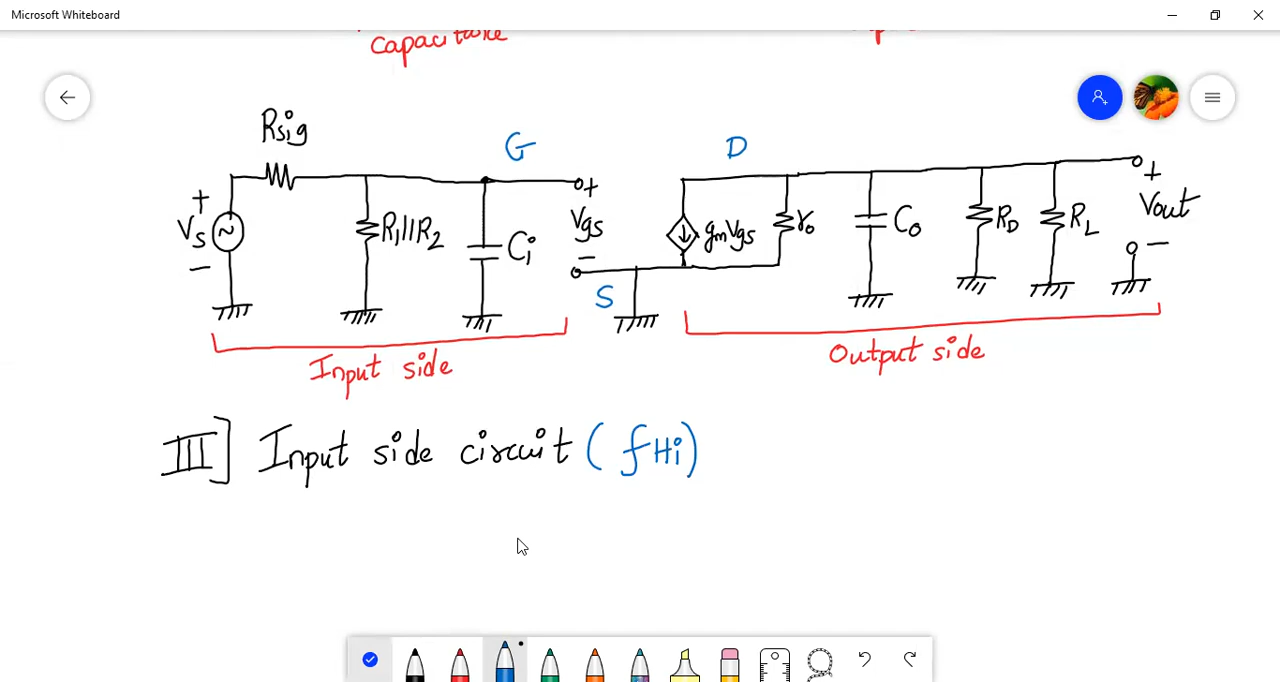 Microsoft Whiteboard
Capacitance
Rsig
G
D
+
Vs
−
R1||R2
Ci
+
Vgs
−
S
gmVgs
ro
Co
RD
RL
+
Vout
−
Input side
Output side
III] Input side circuit (fHi)